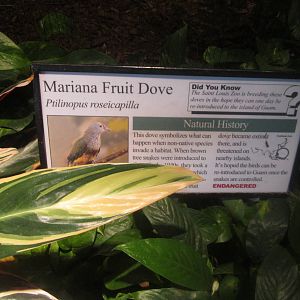 Mariana Fruit Dove
Ptilinopus roseicapilla
Did You Know
The Saint Louis Zoo is breeding these
doves in the hope they can one day be
re-introduced to the island of Guam.
Natural History
This dove symbolizes what can
happen when non-native species
invade a habitat. When brown
tree snakes were introduced to
they took a
which
fruit
dove became extinct
there, and is
threatened on
nearby islands.
It's hoped the birds can be
re-introduced to Guam once the
snakes are controlled.
ENDANGERED